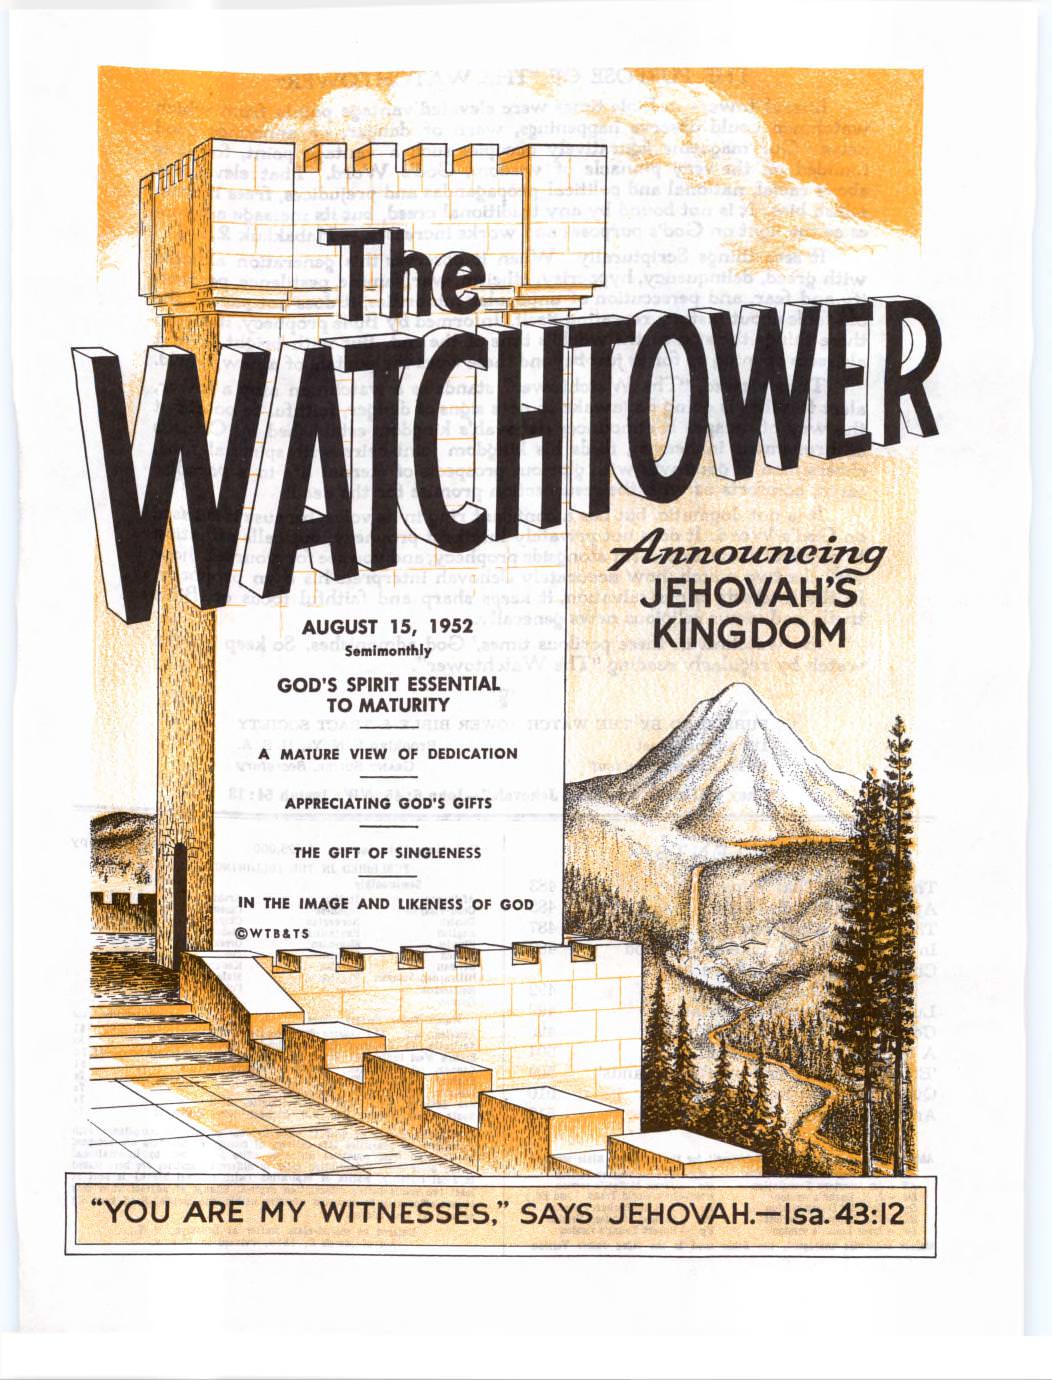 The
WATCHTOWER
Announcing
JEHOVAH'S
KINGDOM
AUGUST 15, 1952
Semimonthly
GOD'S SPIRIT ESSENTIAL
TO MATURITY
A MATURE VIEW OF DEDICATION
APPRECIATING GOD'S GIFTS
THE GIFT OF SINGLENESS
IN THE IMAGE AND LIKENESS OF GOD
©WTB&TS
"YOU ARE MY WITNESSES," SAYS JEHOVAH.—Isa. 43:12